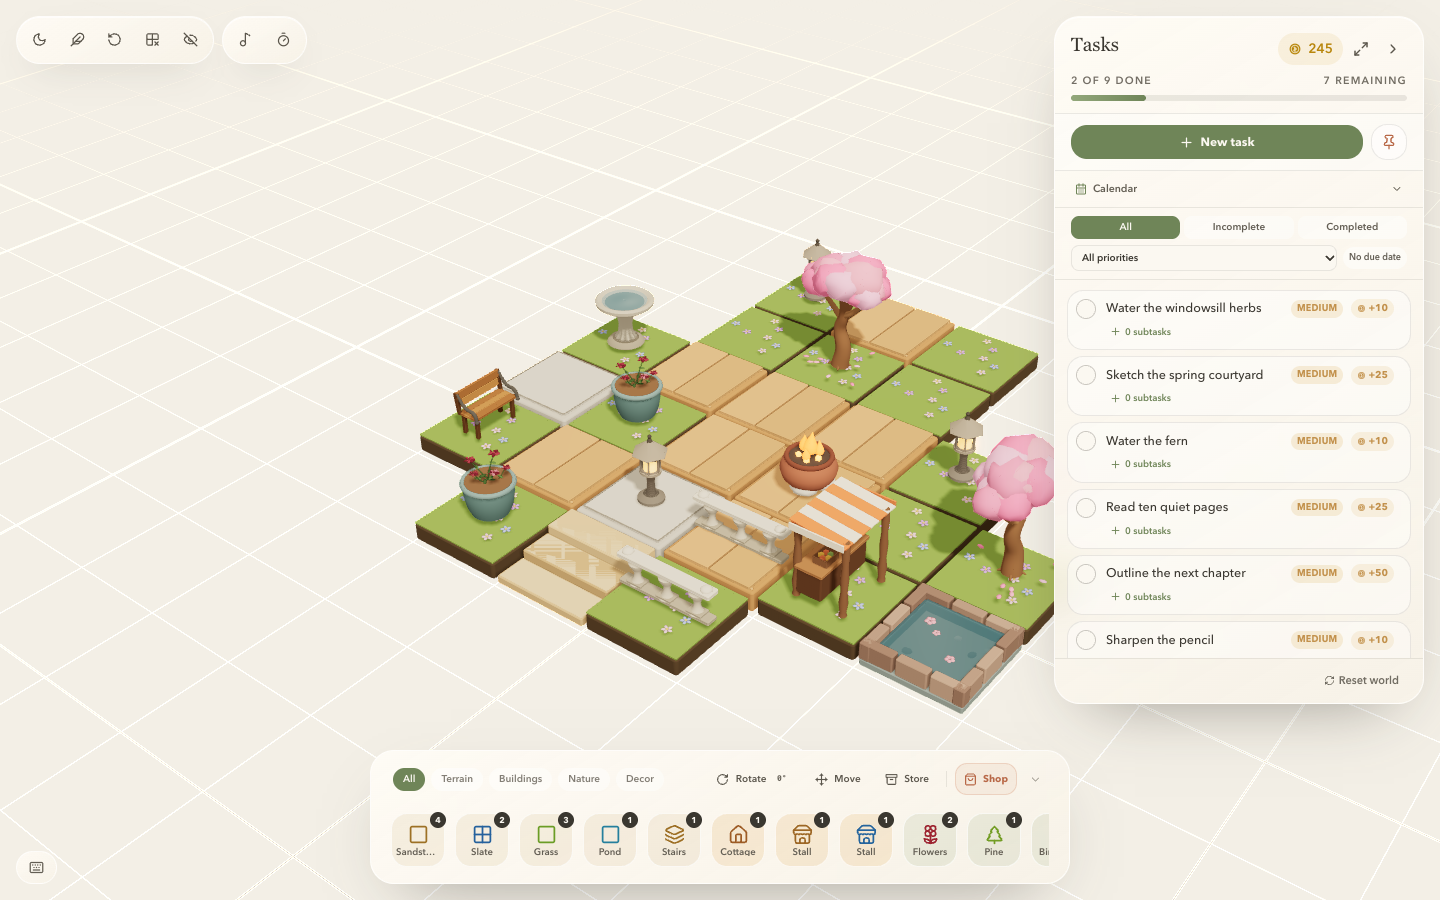 Tasks
245
2 OF 9 DONE
7 REMAINING
New task
Calendar
All
Incomplete
Completed
All priorities
No due date
Water the windowsill herbs
MEDIUM
+10
0 subtasks
Sketch the spring courtyard
MEDIUM
+25
0 subtasks
Water the fern
MEDIUM
+10
0 subtasks
Read ten quiet pages
MEDIUM
+25
0 subtasks
Outline the next chapter
MEDIUM
+50
0 subtasks
Sharpen the pencil
MEDIUM
+10
Reset world
All
Terrain
Buildings
Nature
Decor
Rotate 0°
Move
Store
Shop
4
2
3
1
1
1
1
1
2
1
Sandst...
Slate
Grass
Pond
Stairs
Cottage
Stall
Stall
Flowers
Pine